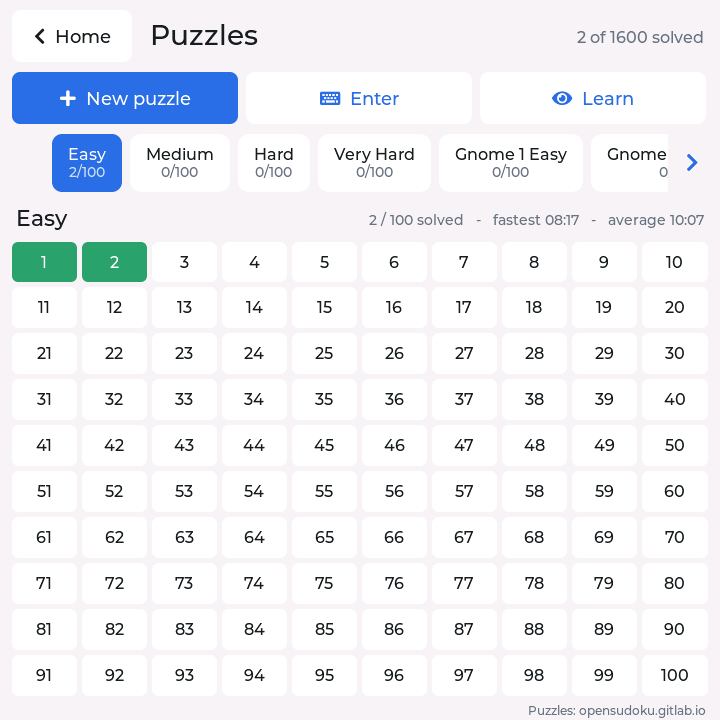 Home Puzzles 2 of 1600 solved
New puzzle Enter Learn
Easy Medium Hard Very Hard Gnome 1 Easy Gnome
2/100 0/100 0/100 0/100 0/100 0
Easy 2 / 100 solved - fastest 08:17 - average 10:07
1 2 3 4 5 6 7 8 9 10
11 12 13 14 15 16 17 18 19 20
21 22 23 24 25 26 27 28 29 30
31 32 33 34 35 36 37 38 39 40
41 42 43 44 45 46 47 48 49 50
51 52 53 54 55 56 57 58 59 60
61 62 63 64 65 66 67 68 69 70
71 72 73 74 75 76 77 78 79 80
81 82 83 84 85 86 87 88 89 90
91 92 93 94 95 96 97 98 99 100
Puzzles: opensudoku.gitlab.io